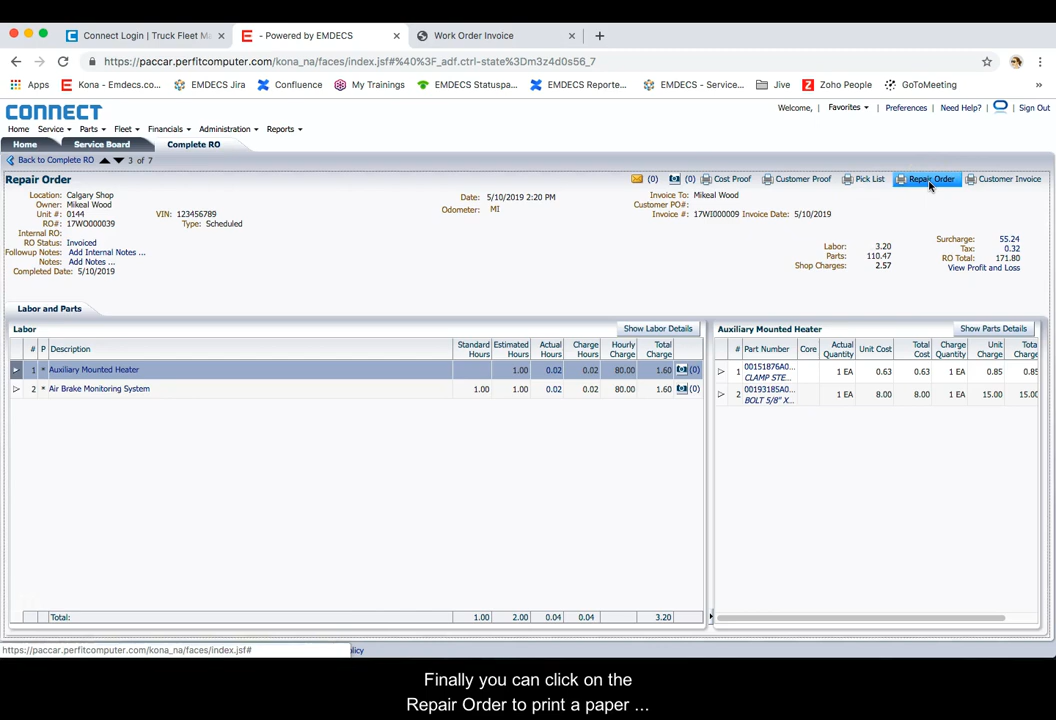 Connect Login | Truck Fleet Ma × E - Powered by EMDECS × Work Order Invoice × +
https://paccar.perfitcomputer.com/kona_na/faces/index.jsf#%40%3F_adf.ctrl-state%3Dm3z4d0s56_7
Apps Kona - Emdecs.co... EMDECS Jira Confluence My Trainings EMDECS Statuspa... EMDECS Reporte... EMDECS - Service... Jive Zoho People GoToMeeting »
CONNECT
Welcome, | Favorites | Preferences | Need Help? | Sign Out
Home Service Parts Fleet Financials Administration Reports
Home Service Board Complete RO
Back to Complete RO 3 of 7
Repair Order (0) (0) Cost Proof Customer Proof Pick List Repair Order Customer Invoice
Location: Calgary Shop
Owner: Mikeal Wood
Unit #: 0144 VIN: 123456789
RO#: 17WO000039 Type: Scheduled
Internal RO:
RO Status: Invoiced
Followup Notes: Add Internal Notes ...
Notes: Add Notes ...
Completed Date: 5/10/2019
Date: 5/10/2019 2:20 PM
Odometer: MI
Invoice To: Mikeal Wood
Customer PO#:
Invoice #: 17WI000009 Invoice Date: 5/10/2019
Labor: 3.20
Parts: 110.47
Shop Charges: 2.57
Surcharge: 55.24
Tax: 0.32
RO Total: 171.80
View Profit and Loss
Labor and Parts
Labor Show Labor Details
# P Description Standard Hours Estimated Hours Actual Hours Charge Hours Hourly Charge Total Charge
1 * Auxiliary Mounted Heater 1.00 0.02 0.02 80.00 1.60 (0)
2 * Air Brake Monitoring System 1.00 1.00 0.02 0.02 80.00 1.60 (0)
Total: 1.00 2.00 0.04 0.04 3.20
Auxiliary Mounted Heater Show Parts Details
# Part Number Core Actual Quantity Unit Cost Total Cost Charge Quantity Unit Charge Total Charge
1 00151876A0... CLAMP STE... 1 EA 0.63 0.63 1 EA 0.85 0.85
2 00193185A0... BOLT 5/8" X... 1 EA 8.00 8.00 1 EA 15.00 15.00
https://paccar.perfitcomputer.com/kona_na/faces/index.jsf# olicy
Finally you can click on the
Repair Order to print a paper ...